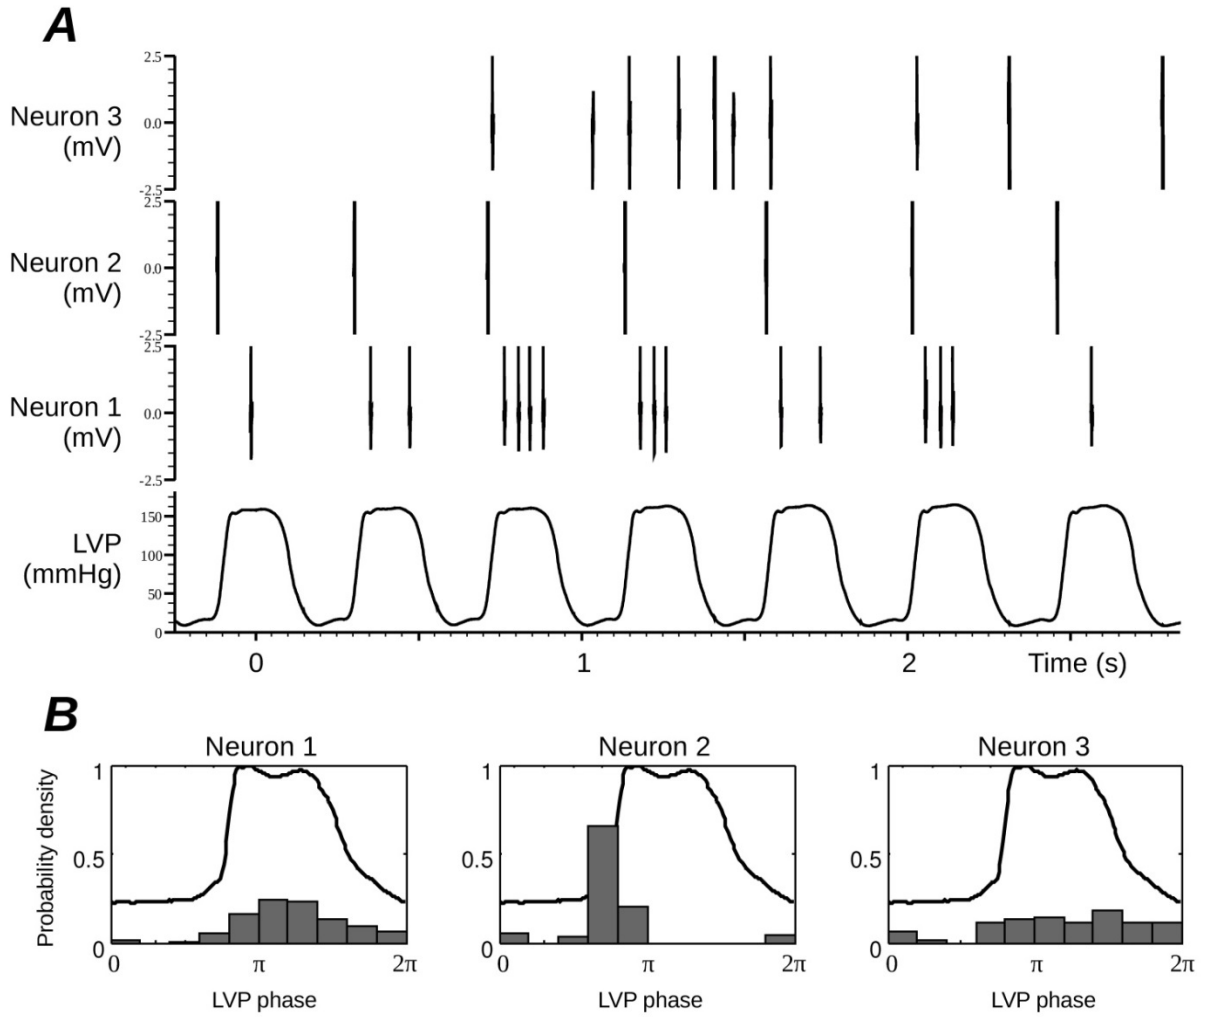 A
Neuron 3
(mV)
2.5
0.0
-2.5
Neuron 2
(mV)
2.5
0.0
-2.5
Neuron 1
(mV)
2.5
0.0
-2.5
LVP
(mmHg)
150
100
50
0
0 1 2 Time (s)
B
Neuron 1 Neuron 2 Neuron 3
Probability density
1 1 1
0.5 0.5 0.5
0 0 0
0 π 2π 0 π 2π 0 π 2π
LVP phase LVP phase LVP phase